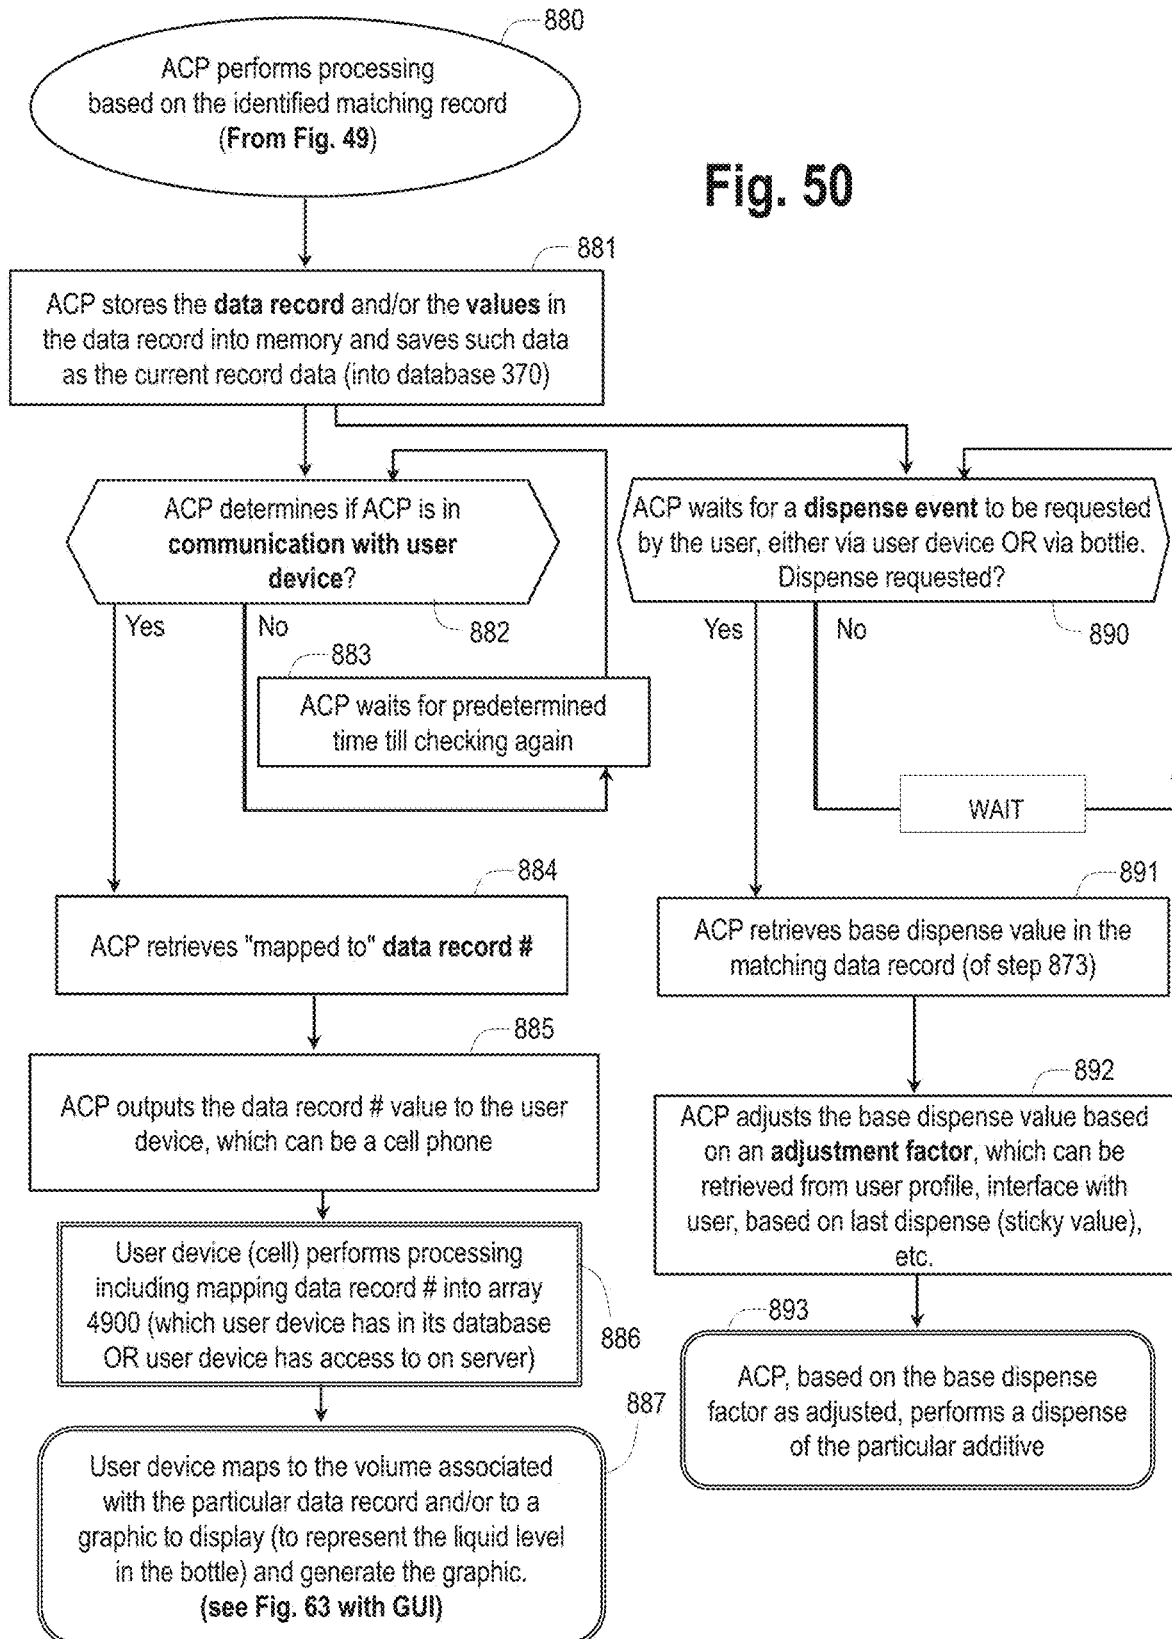 880
ACP performs processing
based on the identified matching record
(From Fig. 49)
Fig. 50
881
ACP stores the data record and/or the values in
the data record into memory and saves such data
as the current record data (into database 370)
ACP determines if ACP is in
communication with user
device?
882
Yes
No
883
ACP waits for predetermined
time till checking again
884
ACP retrieves "mapped to" data record #
885
ACP outputs the data record # value to the user
device, which can be a cell phone
User device (cell) performs processing
including mapping data record # into array
4900 (which user device has in its database
OR user device has access to on server)
886
887
User device maps to the volume associated
with the particular data record and/or to a
graphic to display (to represent the liquid level
in the bottle) and generate the graphic.
(see Fig. 63 with GUI)
ACP waits for a dispense event to be requested
by the user, either via user device OR via bottle.
Dispense requested?
890
Yes
No
WAIT
891
ACP retrieves base dispense value in the
matching data record (of step 873)
892
ACP adjusts the base dispense value based
on an adjustment factor, which can be
retrieved from user profile, interface with
user, based on last dispense (sticky value),
etc.
893
ACP, based on the base dispense
factor as adjusted, performs a dispense
of the particular additive